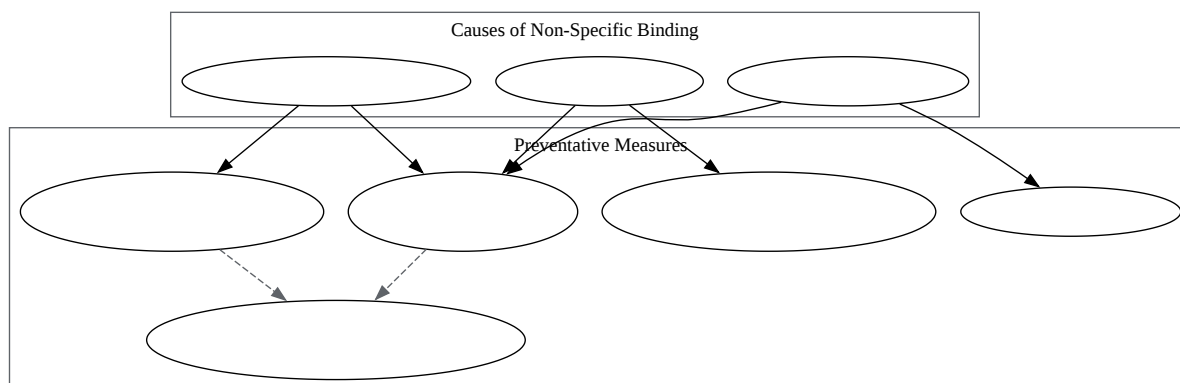 Causes of Non-Specific Binding
Preventative Measures